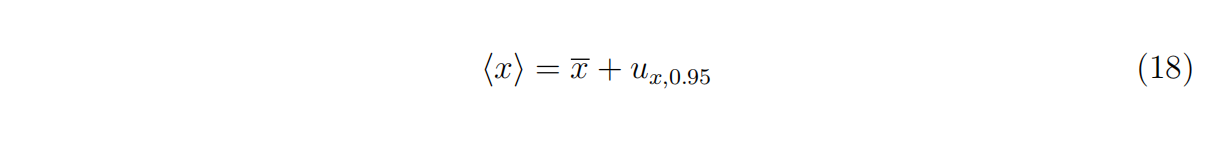 ⟨x⟩ = x̅ + u_{x,0.95} (18)